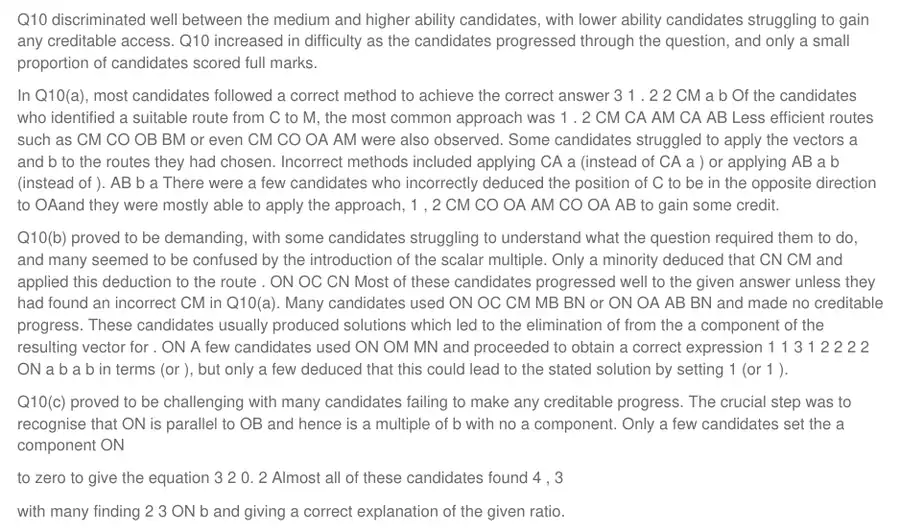 Q10 discriminated well between the medium and higher ability candidates, with lower ability candidates struggling to gain
any creditable access. Q10 increased in difficulty as the candidates progressed through the question, and only a small
proportion of candidates scored full marks.
In Q10(a), most candidates followed a correct method to achieve the correct answer 3 1 . 2 2 CM a b Of the candidates
who identified a suitable route from C to M, the most common approach was 1 . 2 CM CA AM CA AB Less efficient routes
such as CM CO OB BM or even CM CO OA AM were also observed. Some candidates struggled to apply the vectors a
and b to the routes they had chosen. Incorrect methods included applying CA a (instead of CA a ) or applying AB a b
(instead of ). AB b a There were a few candidates who incorrectly deduced the position of C to be in the opposite direction
to OAand they were mostly able to apply the approach, 1 , 2 CM CO OA AM CO OA AB to gain some credit.
Q10(b) proved to be demanding, with some candidates struggling to understand what the question required them to do,
and many seemed to be confused by the introduction of the scalar multiple. Only a minority deduced that CN CM and
applied this deduction to the route . ON OC CN Most of these candidates progressed well to the given answer unless they
had found an incorrect CM in Q10(a). Many candidates used ON OC CM MB BN or ON OA AB BN and made no creditable
progress. These candidates usually produced solutions which led to the elimination of from the a component of the
resulting vector for . ON A few candidates used ON OM MN and proceeded to obtain a correct expression 1 1 3 1 2 2 2 2
ON a b a b in terms (or ), but only a few deduced that this could lead to the stated solution by setting 1 (or 1 ).
Q10(c) proved to be challenging with many candidates failing to make any creditable progress. The crucial step was to
recognise that ON is parallel to OB and hence is a multiple of b with no a component. Only a few candidates set the a
component ON
to zero to give the equation 3 2 0. 2 Almost all of these candidates found 4 , 3
with many finding 2 3 ON b and giving a correct explanation of the given ratio.